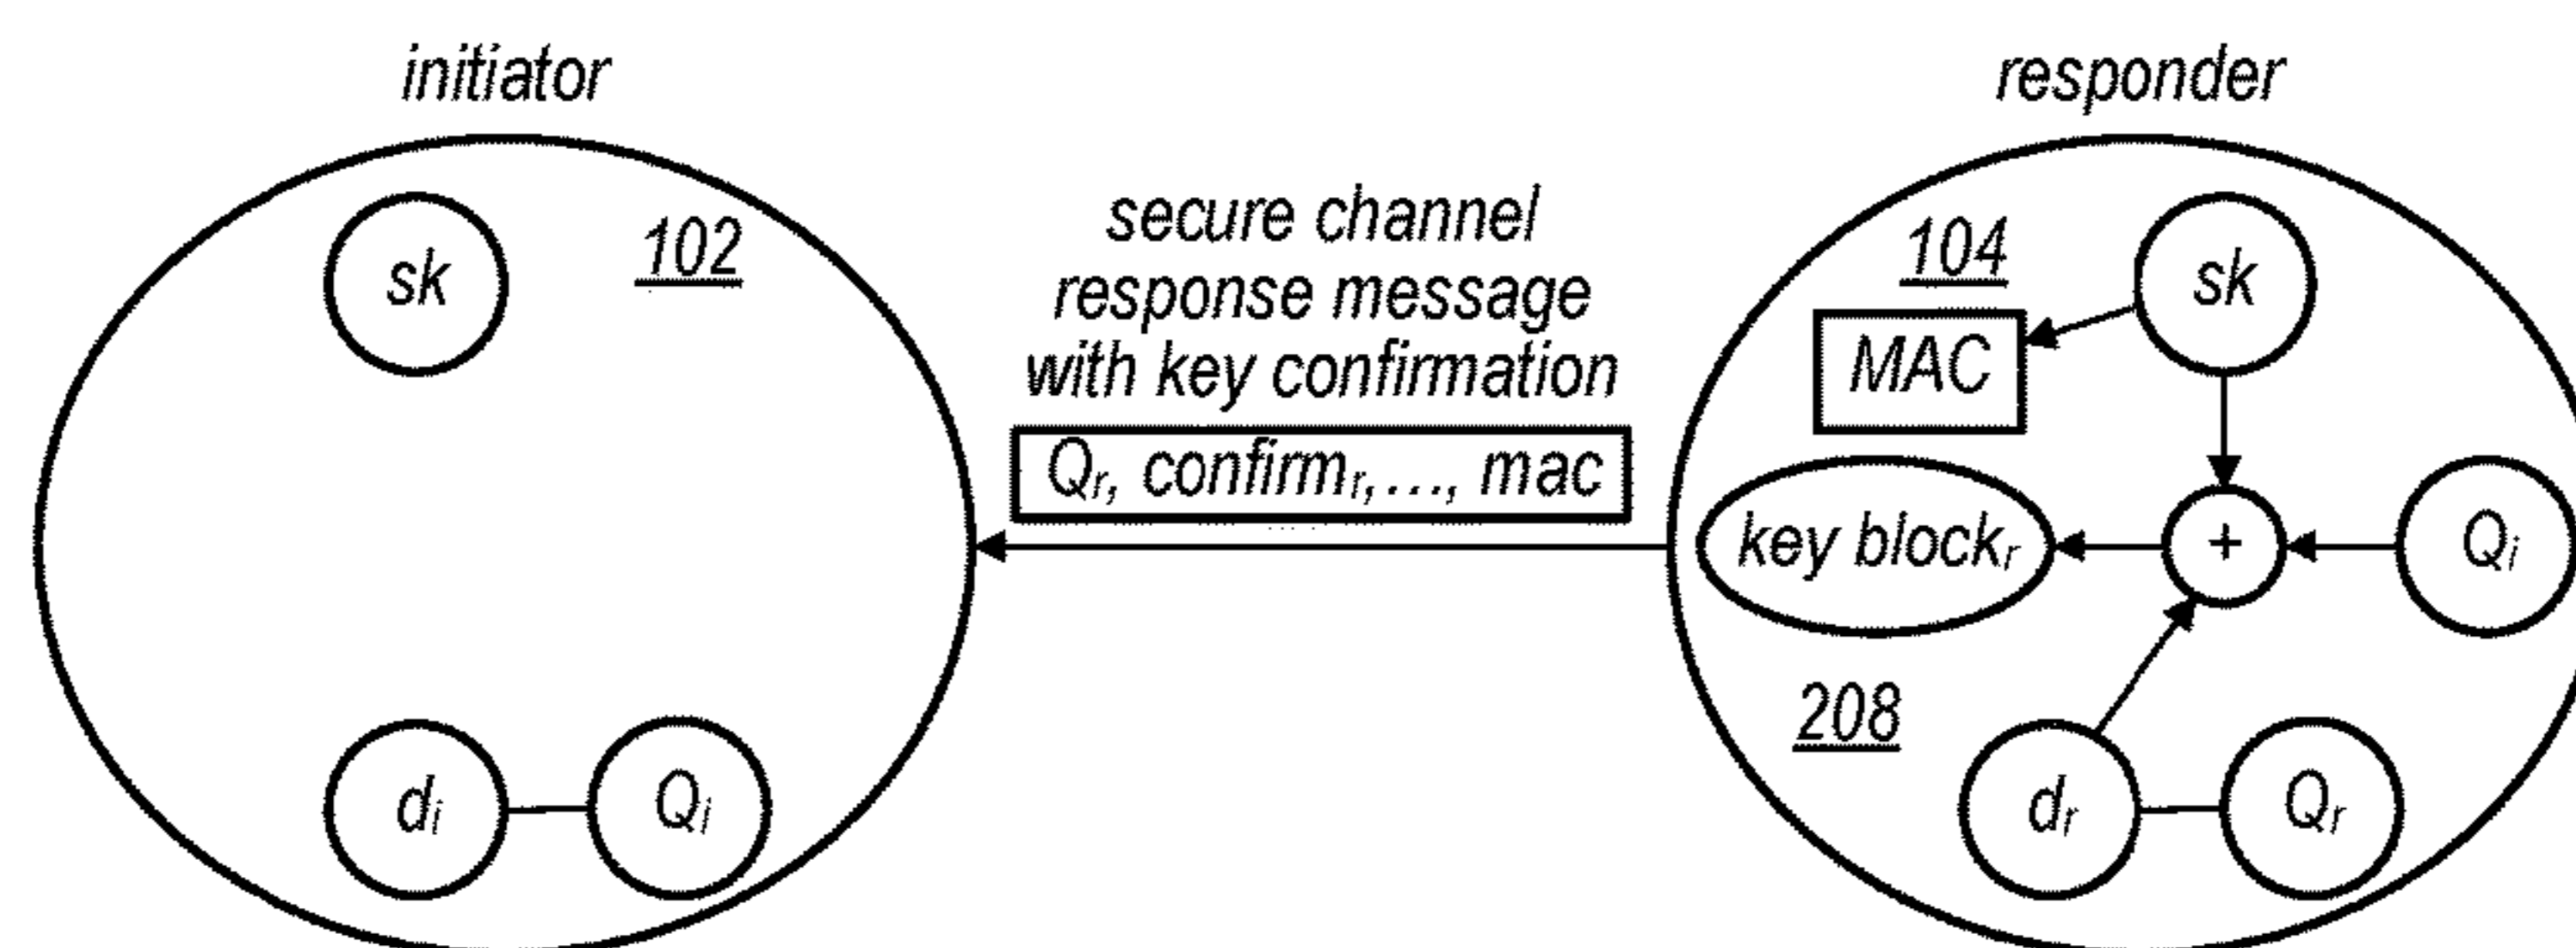 initiator
responder
sk
102
secure channel
response message
with key confirmation
Qr, confirmr,..., mac
104
sk
MAC
key blockr
+
Qi
208
di
Qi
dr
Qr